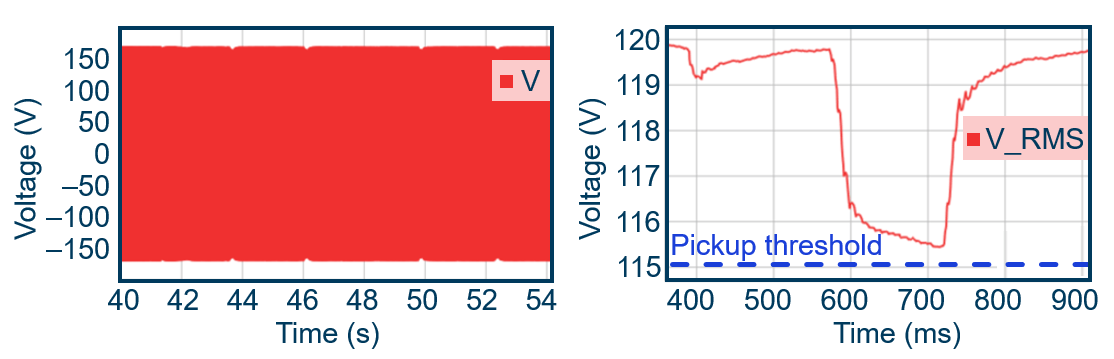 150
100
50
0
–50
–100
–150
Voltage (V)
V
40 42 44 46 48 50 52 54
Time (s)
120
119
118
117
116
115
Voltage (V)
V_RMS
Pickup threshold
400 500 600 700 800 900
Time (ms)